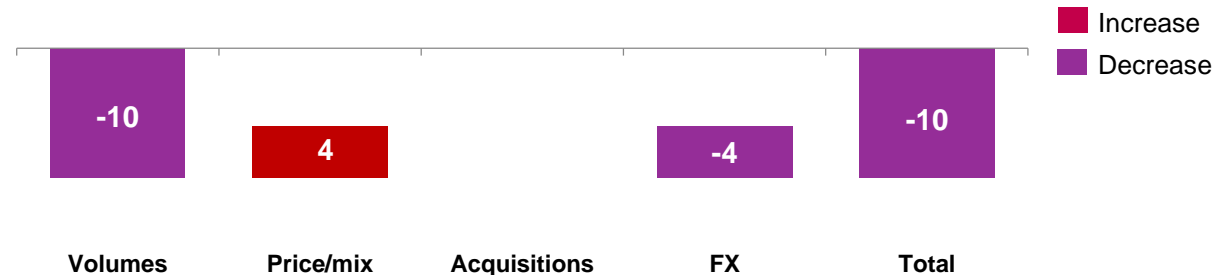 Increase
Decrease
-10
4
-4
-10
Volumes Price/mix Acquisitions FX Total